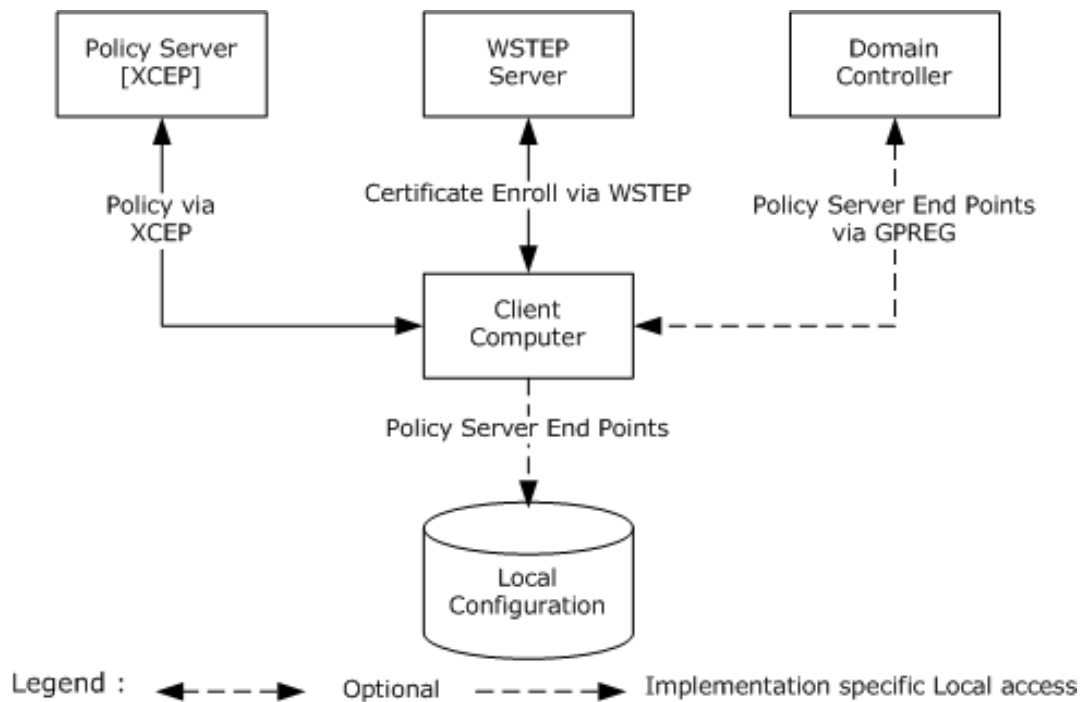 Policy Server
[XCEP]
WSTEP
Server
Domain
Controller
Policy via
XCEP
Certificate Enroll via WSTEP
Policy Server End Points
via GPREG
Client
Computer
Policy Server End Points
Local
Configuration
Legend :
Optional
Implementation specific Local access